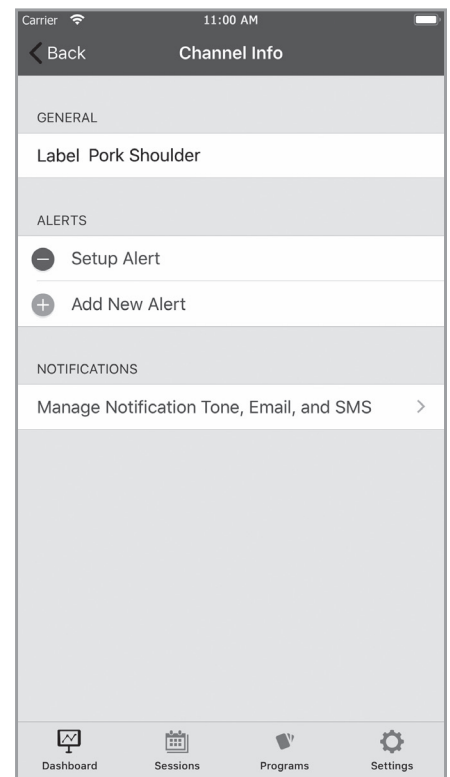 Carrier 11:00 AM
Back Channel Info
GENERAL
Label Pork Shoulder
ALERTS
Setup Alert
Add New Alert
NOTIFICATIONS
Manage Notification Tone, Email, and SMS
Dashboard Sessions Programs Settings